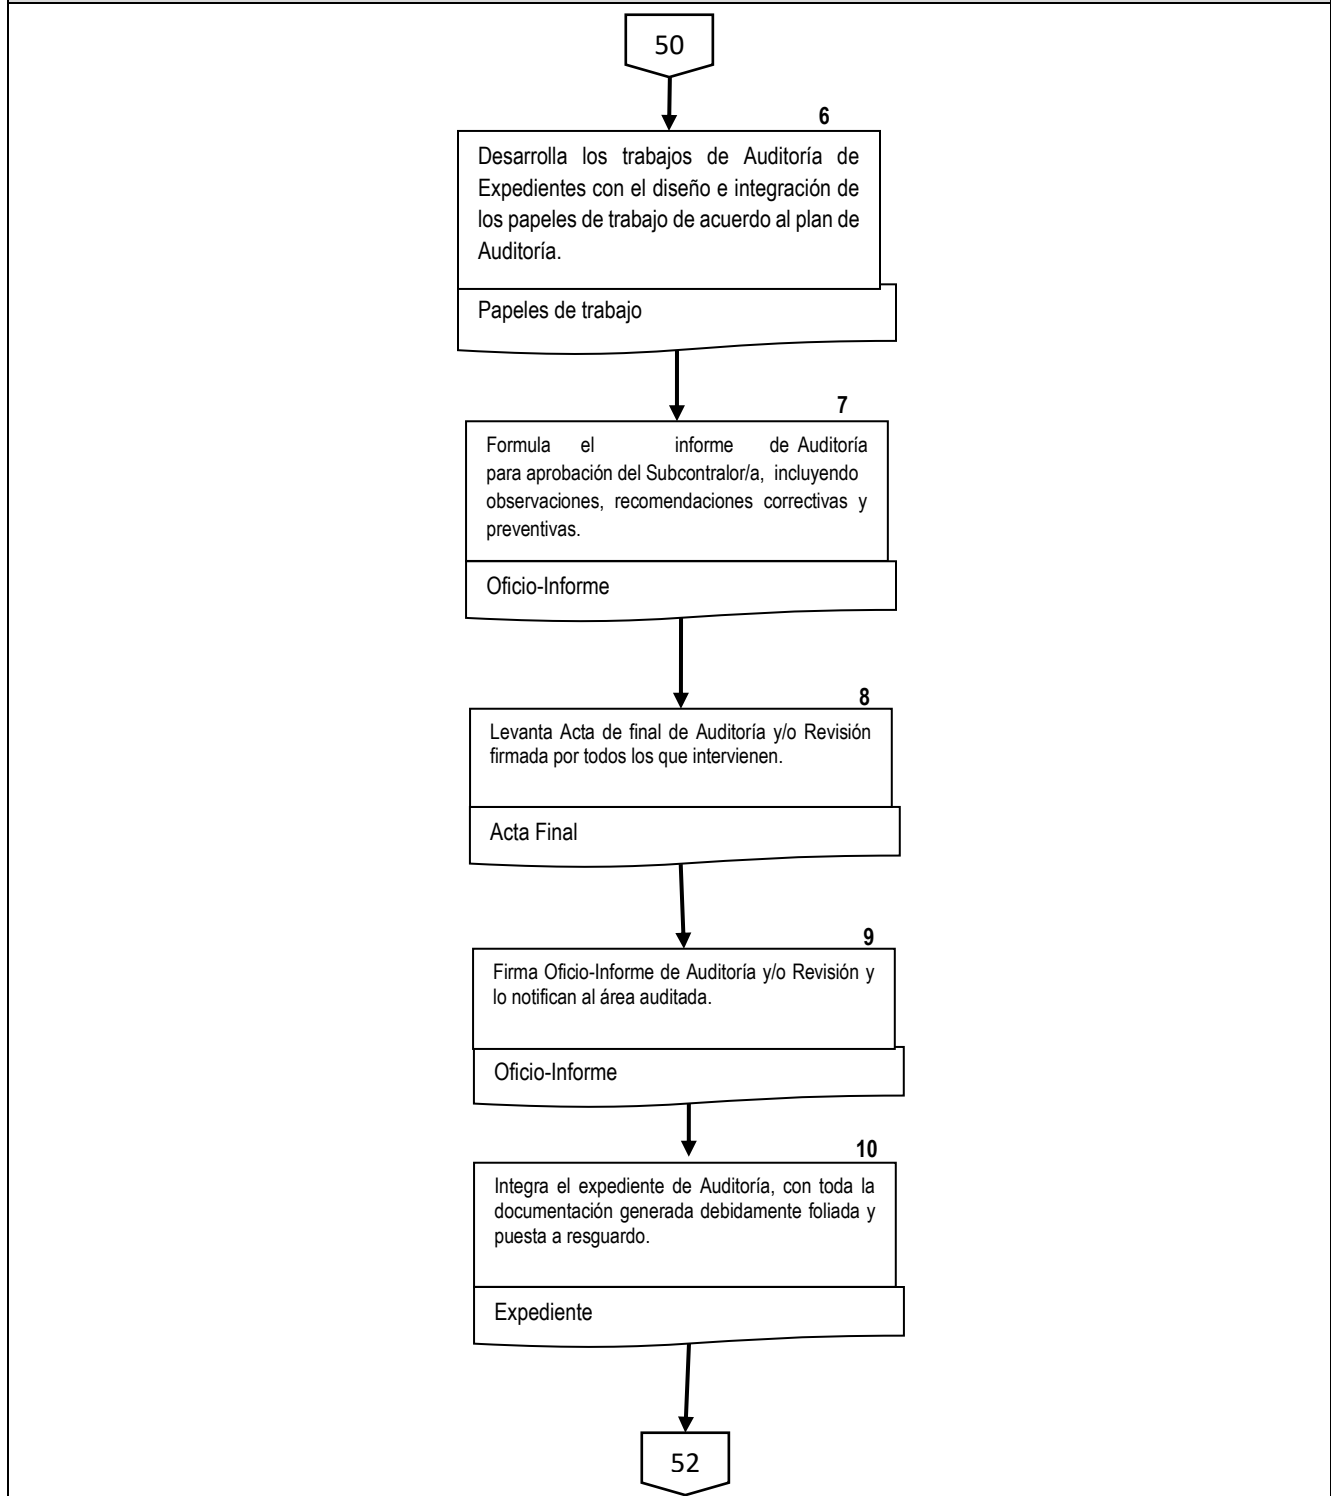 50
6
Desarrolla los trabajos de Auditoría de
Expedientes con el diseño e integración de
los papeles de trabajo de acuerdo al plan de
Auditoría.
Papeles de trabajo
7
Formula el informe de Auditoría
para aprobación del Subcontralor/a, incluyendo
observaciones, recomendaciones correctivas y
preventivas.
Oficio-Informe
8
Levanta Acta de final de Auditoría y/o Revisión
firmada por todos los que intervienen.
Acta Final
9
Firma Oficio-Informe de Auditoría y/o Revisión y
lo notifican al área auditada.
Oficio-Informe
10
Integra el expediente de Auditoría, con toda la
documentación generada debidamente foliada y
puesta a resguardo.
Expediente
52